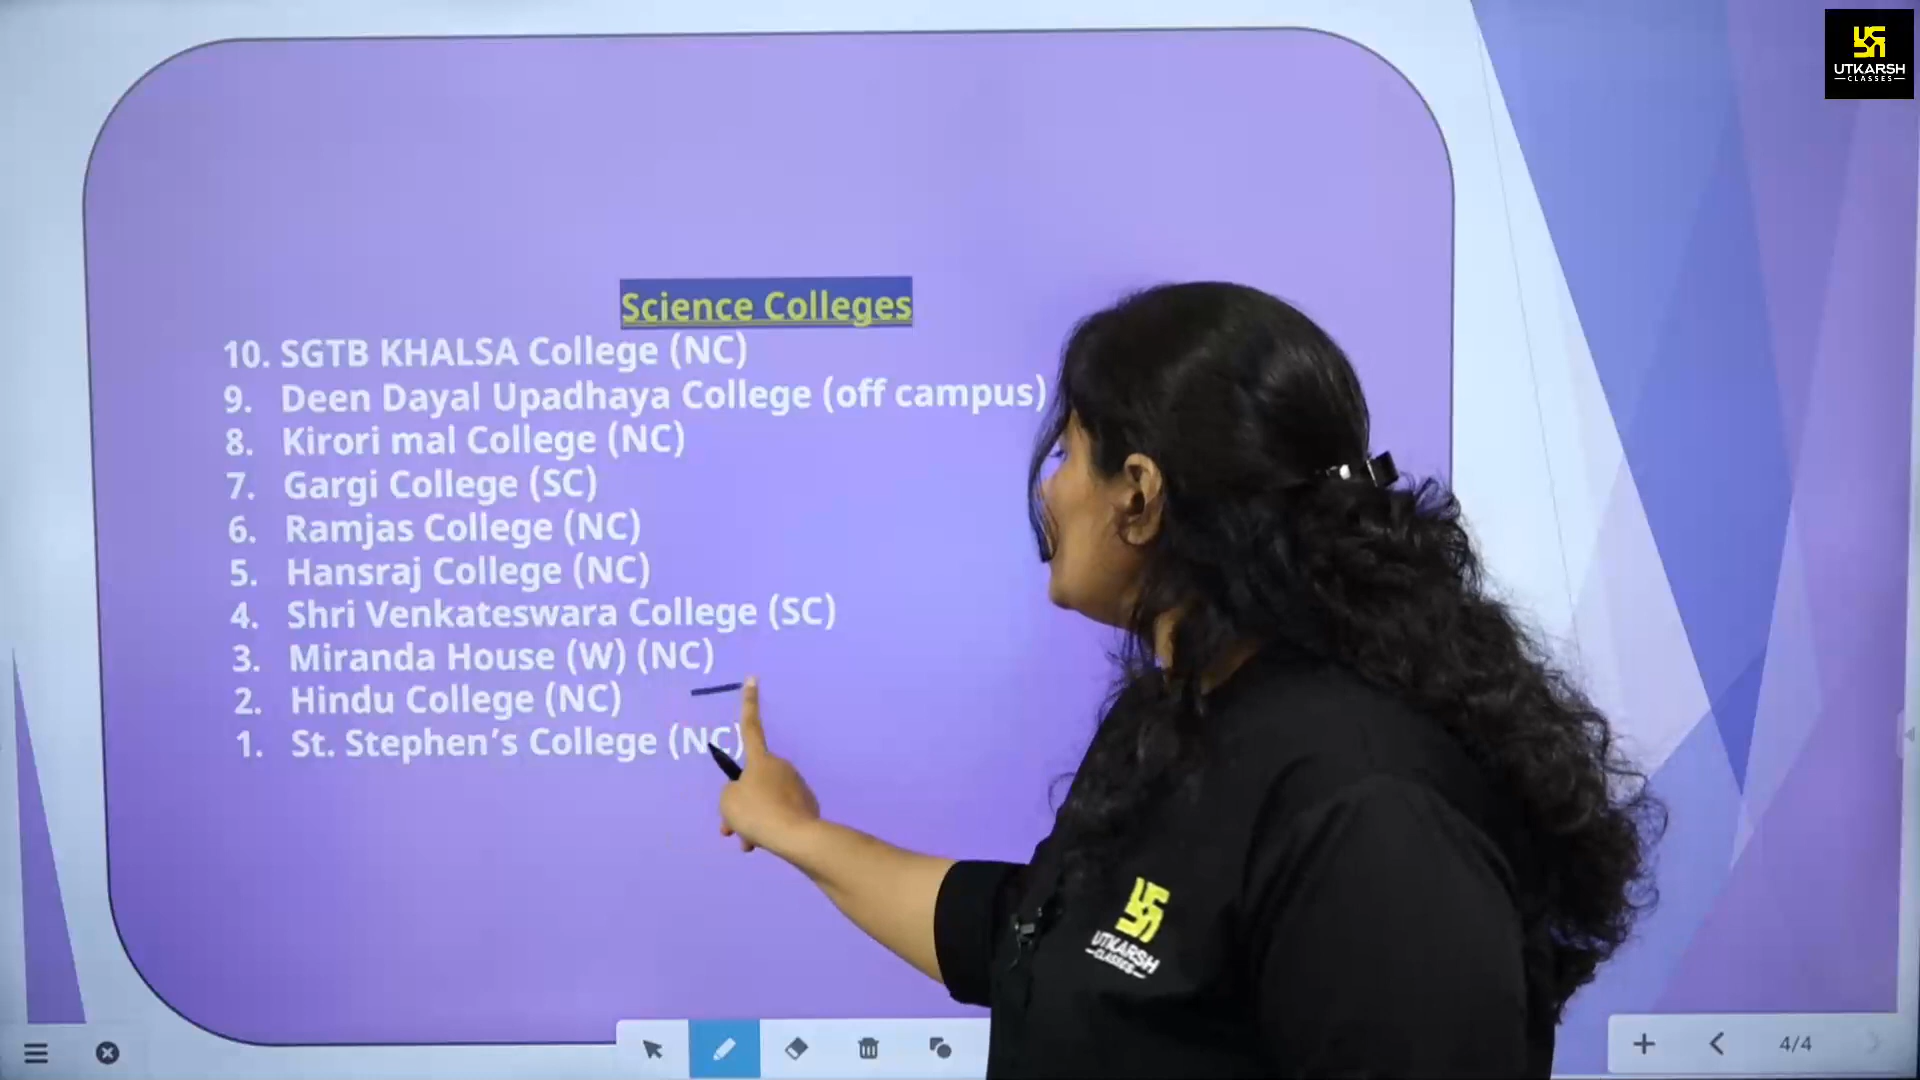 UTKARSH
CLASSES
Science Colleges
10. SGTB KHALSA College (NC)
9. Deen Dayal Upadhaya College (off campus)
8. Kirori mal College (NC)
7. Gargi College (SC)
6. Ramjas College (NC)
5. Hansraj College (NC)
4. Shri Venkateswara College (SC)
3. Miranda House (W) (NC)
2. Hindu College (NC)
1. St. Stephen's College (NC)
UTKARSH
CLASSES
4/4